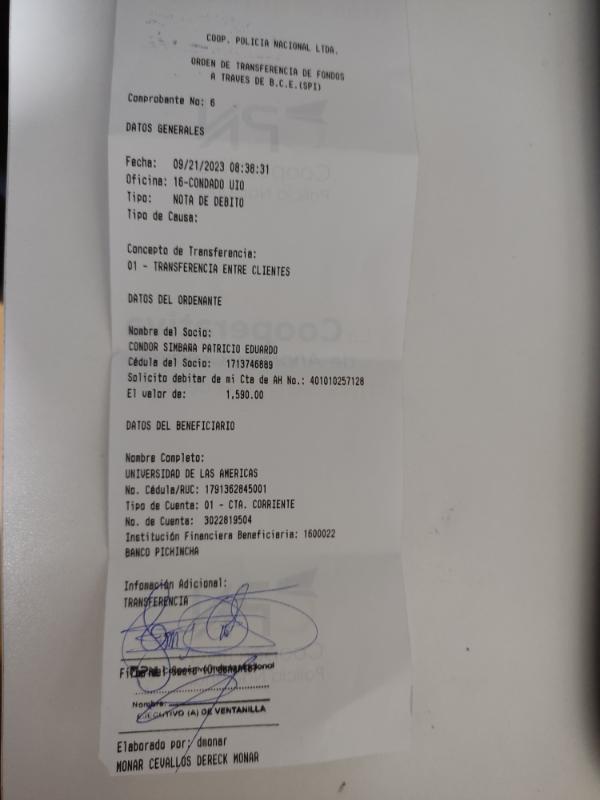 COOP. POLICIA NACIONAL LTDA.
ORDEN DE TRANSFERENCIA DE FONDOS
A TRAVES DE B.C.E.(SPI)
Comprobante No: 6
DATOS GENERALES
Fecha: 09/21/2023 08:38:31
Oficina: 16-CONDADO UIO
Tipo: NOTA DE DEBITO
Tipo de Causa:
Concepto de Transferencia:
01 - TRANSFERENCIA ENTRE CLIENTES
DATOS DEL ORDENANTE
Nombre del Socio:
CONDOR SIMBARA PATRICIO EDUARDO
Cédula del Socio: 1713746889
Solicito debitar de mi Cta de AH No.: 401010257128
El valor de: 1,590.00
DATOS DEL BENEFICIARIO
Nombre Completo:
UNIVERSIDAD DE LAS AMERICAS
No. Cédula/RUC: 1791362845001
Tipo de Cuenta: 01 - CTA. CORRIENTE
No. de Cuenta: 3022819504
Institución Financiera Beneficiaria: 1600022
BANCO PICHINCHA
Infomación Adicional:
TRANSFERENCIA
Nombre:
EJECUTIVO (A) DE VENTANILLA
Elaborado por: dmonar
MONAR CEVALLOS DERECK MONAR